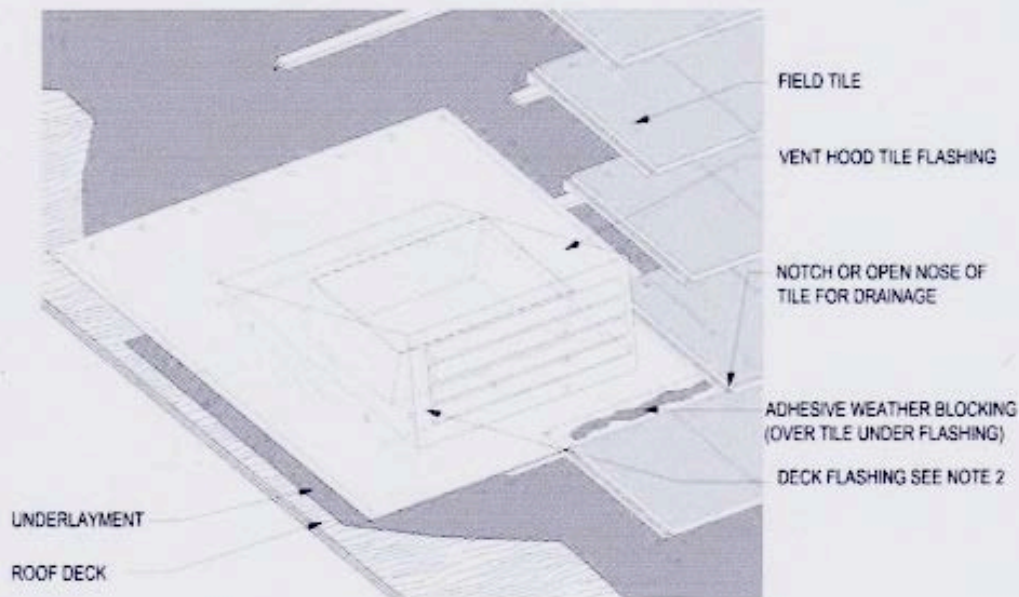 FIELD TILE
VENT HOOD TILE FLASHING
NOTCH OR OPEN NOSE OF
TILE FOR DRAINAGE
ADHESIVE WEATHER BLOCKING
(OVER TILE UNDER FLASHING)
DECK FLASHING SEE NOTE 2
UNDERLAYMENT
ROOF DECK